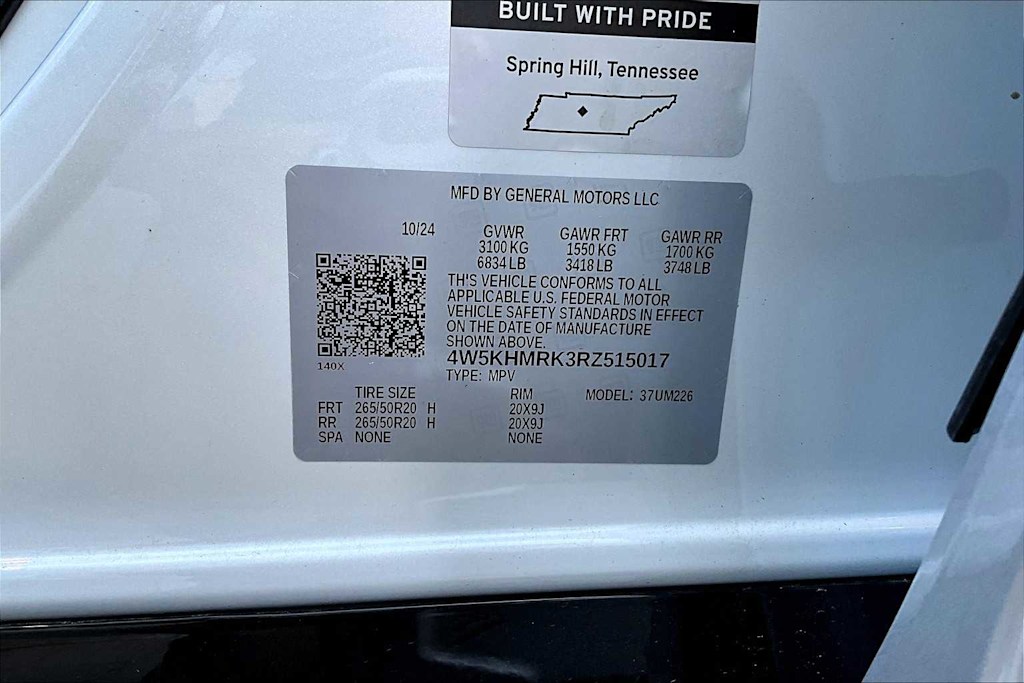 BUILT WITH PRIDE
Spring Hill, Tennessee
MFD BY GENERAL MOTORS LLC
10/24 GVWR GAWR FRT GAWR RR
3100 KG 1550 KG 1700 KG
6834 LB 3418 LB 3748 LB
TH'S VEHICLE CONFORMS TO ALL
APPLICABLE U.S. FEDERAL MOTOR
VEHICLE SAFETY STANDARDS IN EFFECT
ON THE DATE OF MANUFACTURE
SHOWN ABOVE.
4W5KHMRK3RZ515017
140X
TYPE: MPV
TIRE SIZE RIM MODEL: 37UM226
FRT 265/50R20 H 20X9J
RR 265/50R20 H 20X9J
SPA NONE NONE